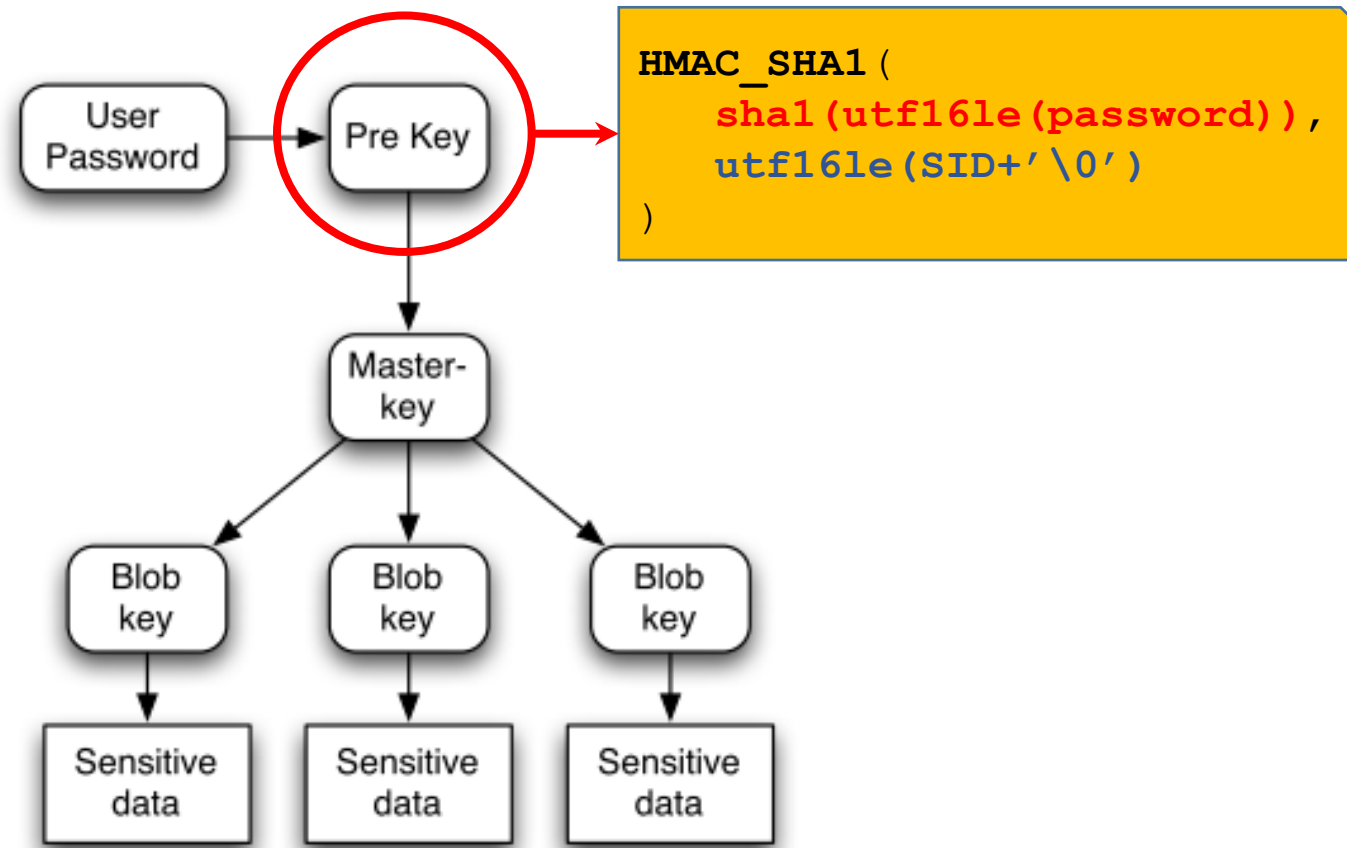 HMAC_SHA1(
sha1(utf16le(password)),
utf16le(SID+’\0’)
)
User
Password
Pre Key
Master-
key
Blob
key
Blob
key
Blob
key
Sensitive
data
Sensitive
data
Sensitive
data